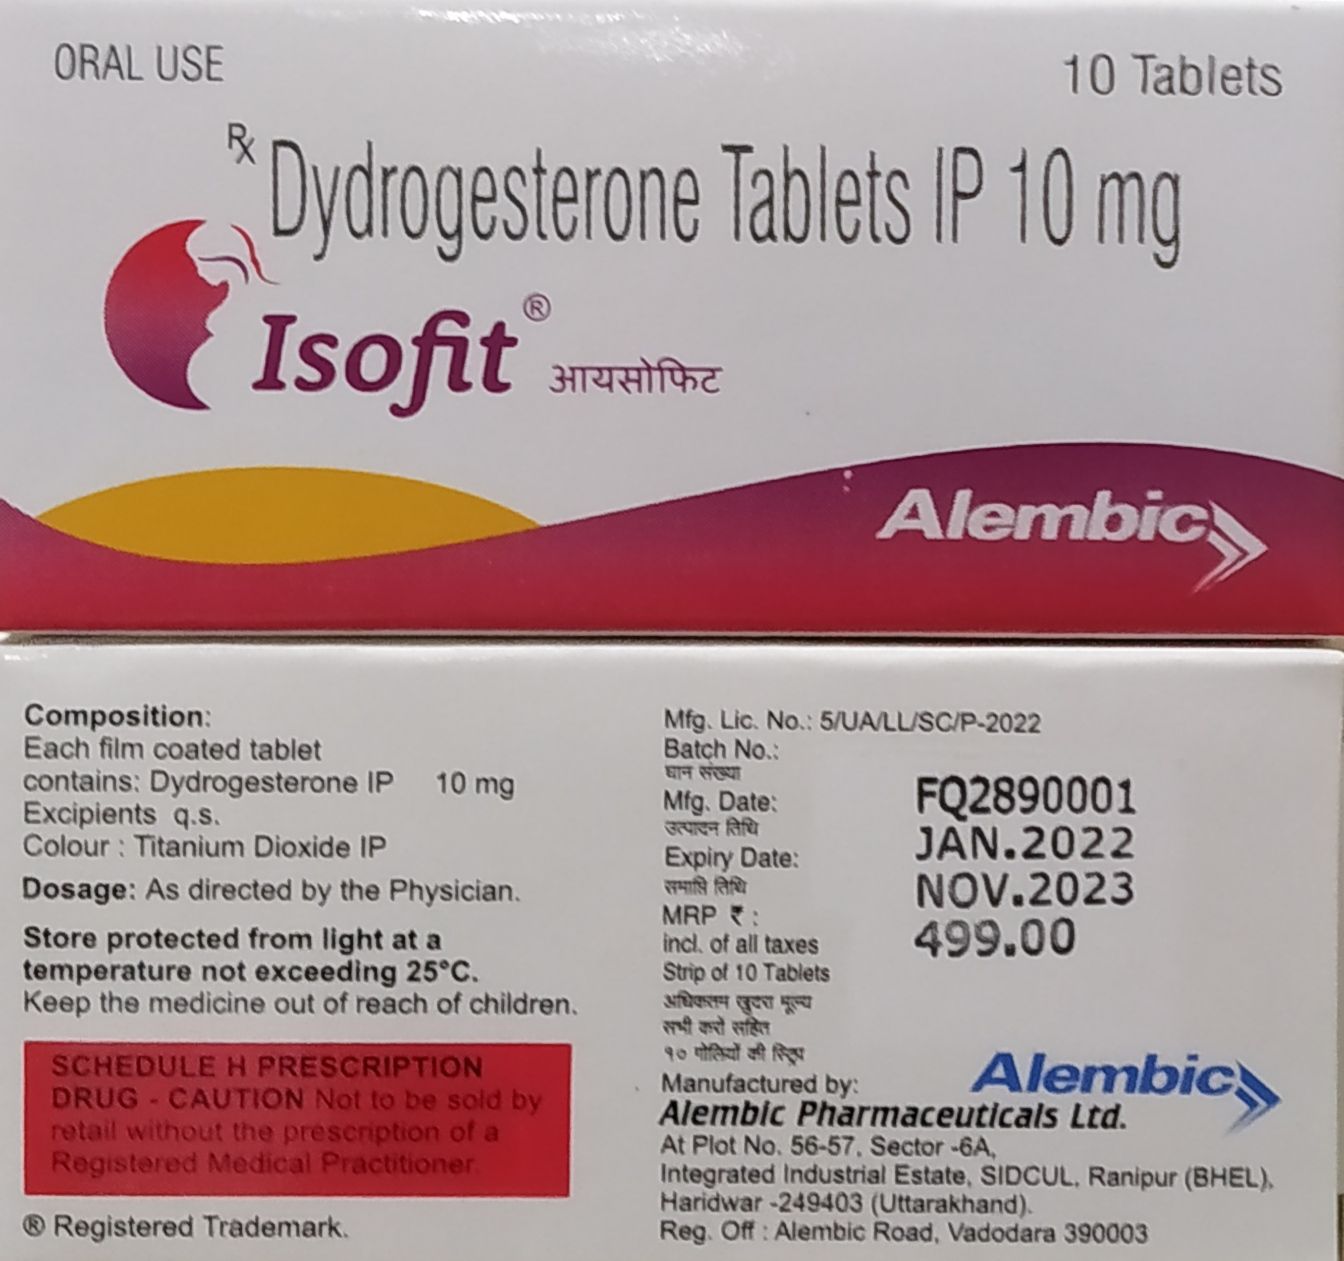 ORAL USE
10 Tablets
Rx Dydrogesterone Tablets IP 10 mg
Isofit®
आयसोफिट
Alembic
Composition:
Each film coated tablet
contains: Dydrogesterone IP 10 mg
Excipients q.s.
Colour : Titanium Dioxide IP
Dosage: As directed by the Physician.
Store protected from light at a
temperature not exceeding 25°C.
Keep the medicine out of reach of children.
SCHEDULE H PRESCRIPTION
DRUG - CAUTION Not to be sold by
retail without the prescription of a
Registered Medical Practitioner.
® Registered Trademark.
Mfg. Lic. No.: 5/UA/LL/SC/P-2022
Batch No.:
घान संख्या
FQ2890001
Mfg. Date:
उत्पादन तिथि
JAN.2022
Expiry Date:
समाप्ति तिथि
NOV.2023
MRP ₹ :
499.00
incl. of all taxes
Strip of 10 Tablets
अधिकतम खुदरा मूल्य
सभी करों सहित
१० गोलियों की स्ट्रिप
Manufactured by:
Alembic
Alembic Pharmaceuticals Ltd.
At Plot No. 56-57, Sector -6A,
Integrated Industrial Estate, SIDCUL, Ranipur (BHEL),
Haridwar -249403 (Uttarakhand).
Reg. Off : Alembic Road, Vadodara 390003